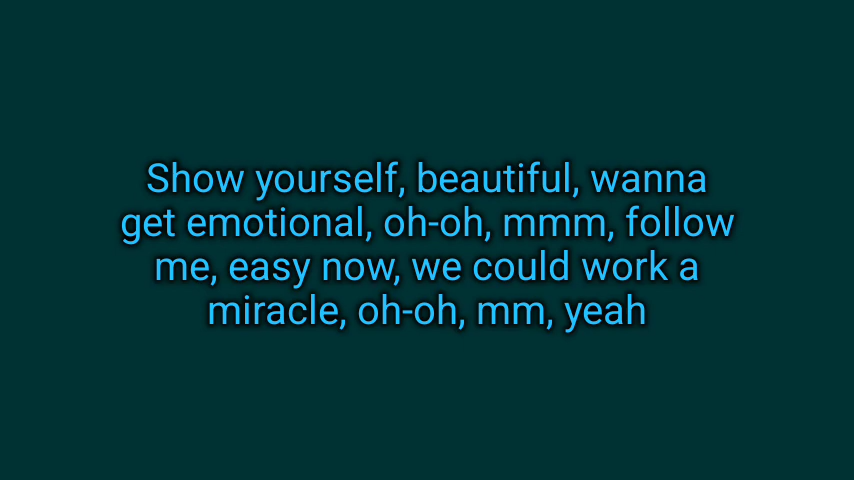 Show yourself, beautiful, wanna
get emotional, oh-oh, mmm, follow
me, easy now, we could work a
miracle, oh-oh, mm, yeah